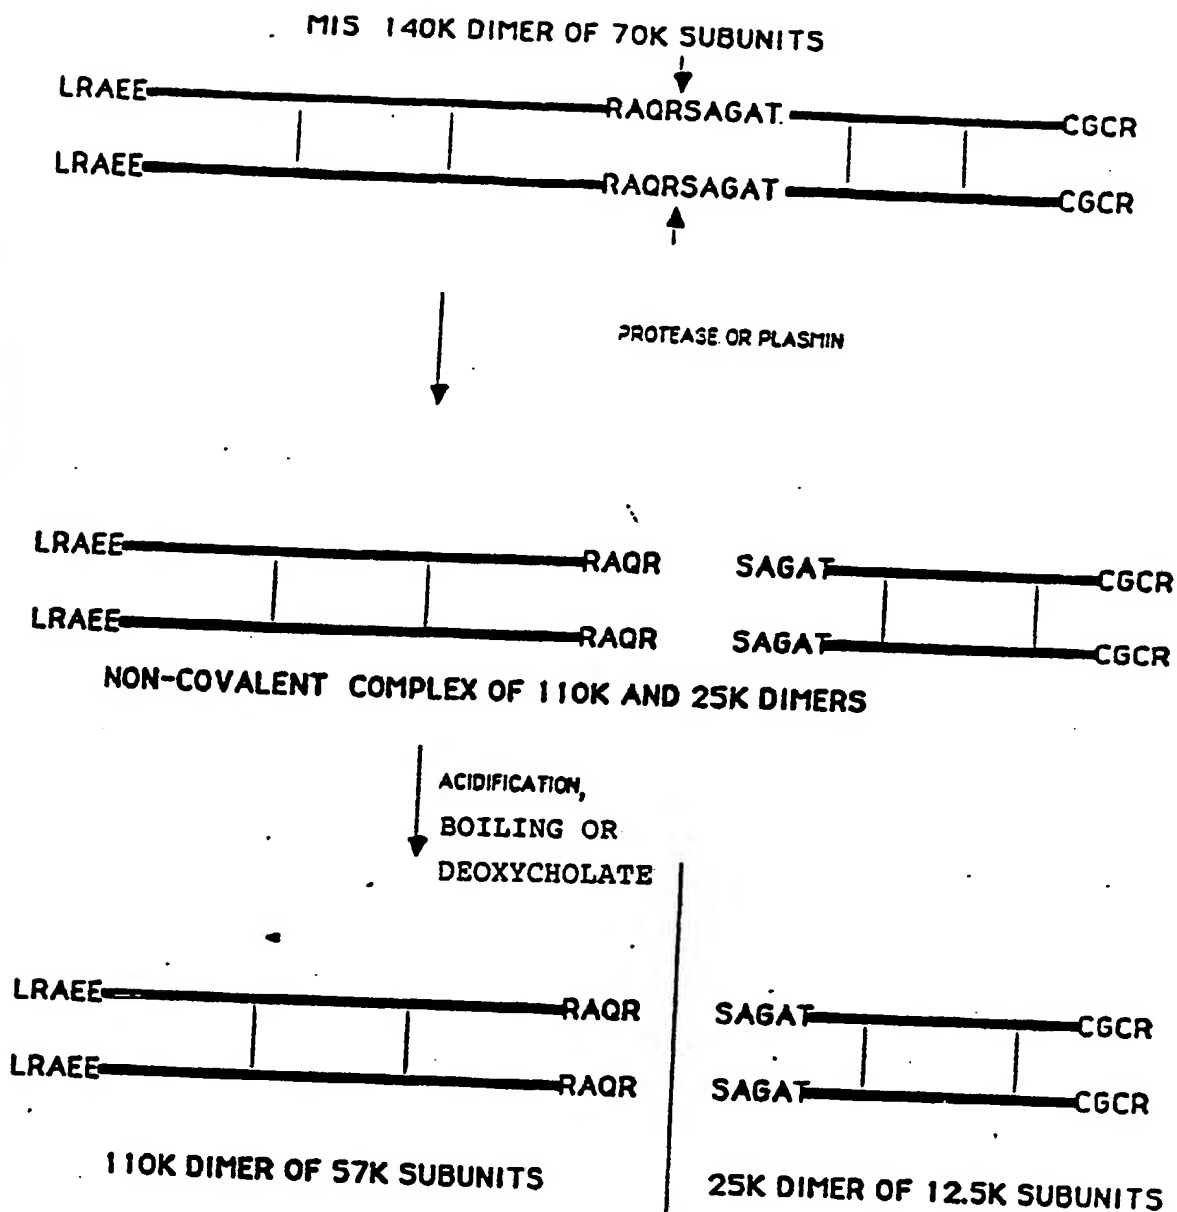 MIS 140K DIMER OF 70K SUBUNITS
LRAEE RAQRSAGAT CGCR
LRAEE RAQRSAGAT CGCR
PROTEASE OR PLASMIN
LRAEE RAQR SAGAT CGCR
LRAEE RAQR SAGAT CGCR
NON-COVALENT COMPLEX OF 110K AND 25K DIMERS
ACIDIFICATION,
BOILING OR
DEOXYCHOLATE
LRAEE RAQR SAGAT CGCR
LRAEE RAQR SAGAT CGCR
110K DIMER OF 57K SUBUNITS
25K DIMER OF 12.5K SUBUNITS